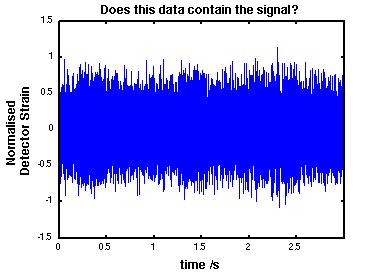 Does this data contain the signal?
1.5
1
0.5
0
-0.5
-1
-1.5
Normalised
Detector Strain
0 0.5 1 1.5 2 2.5
time /s